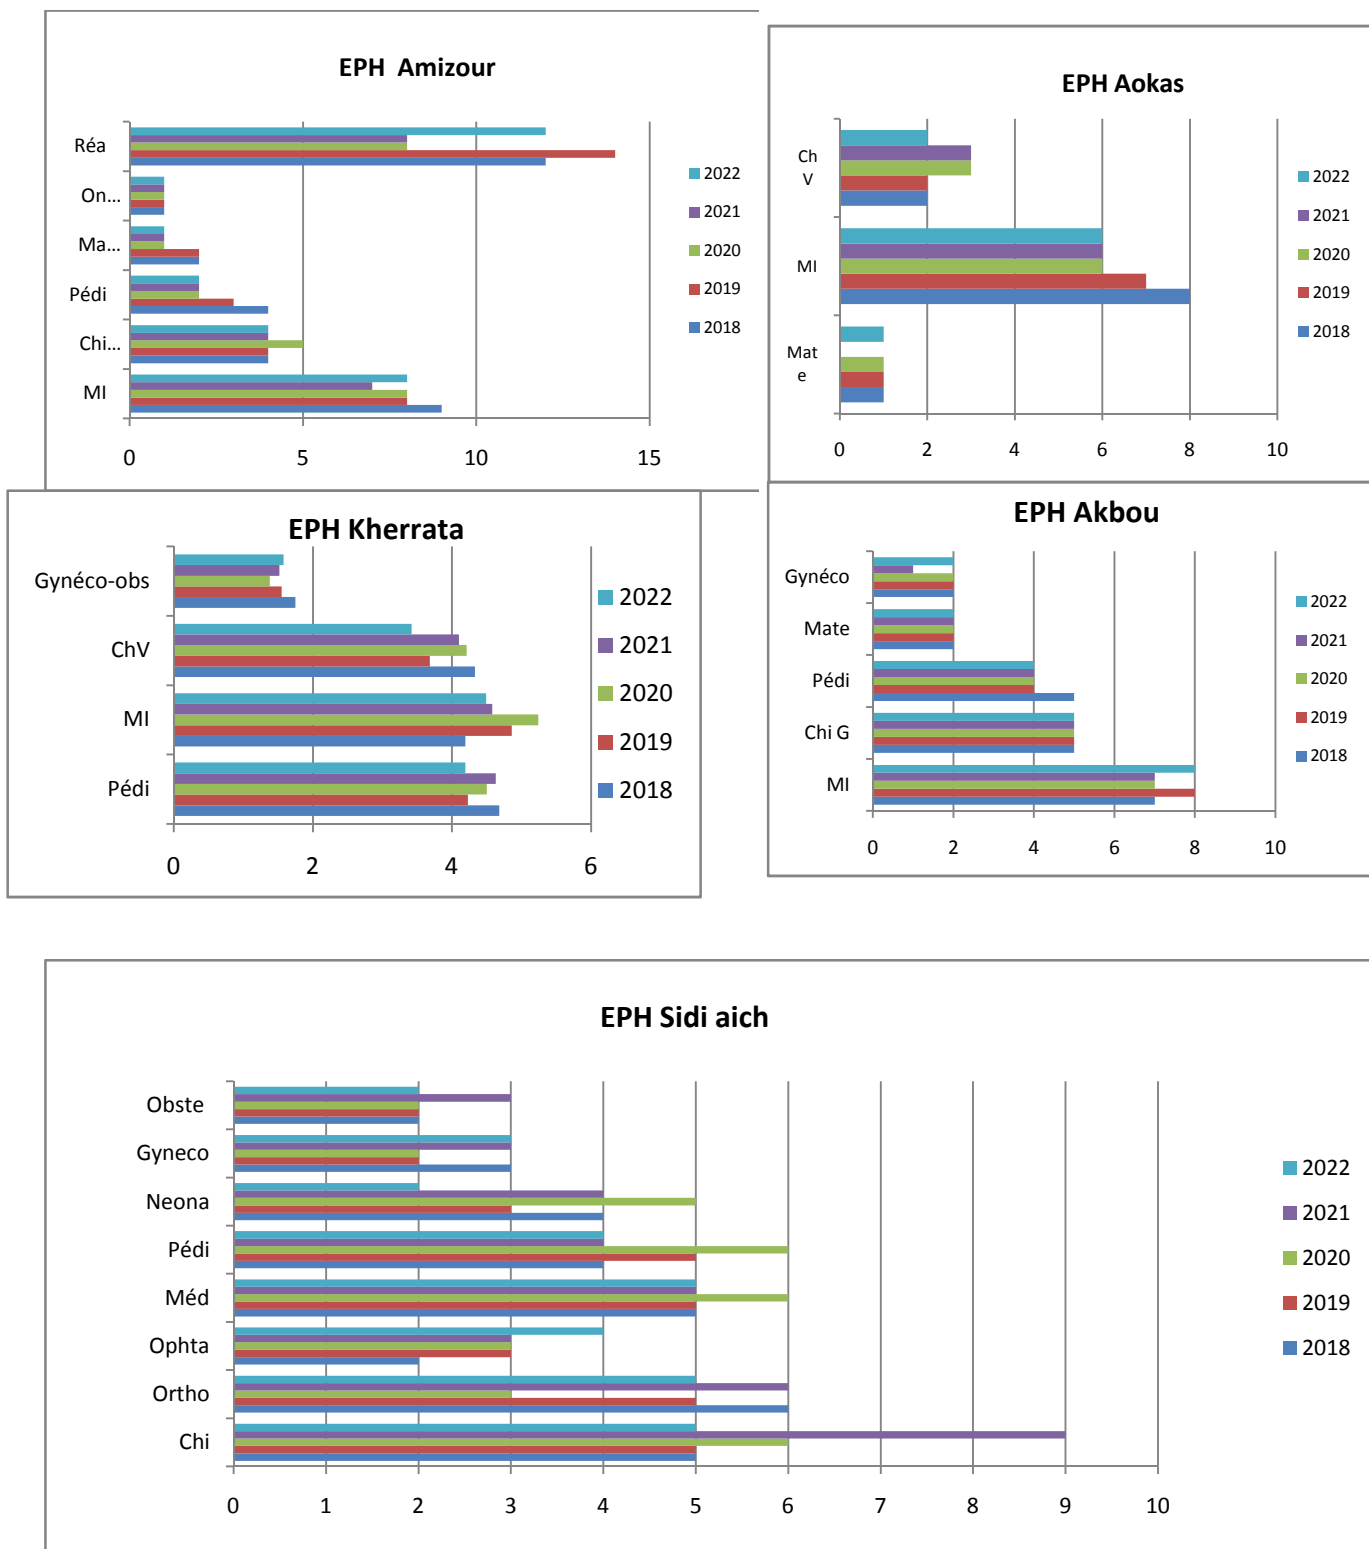 EPH Amizour
Réa
On...
Ma...
Pédi
Chi...
MI
0 5 10 15
2022
2021
2020
2019
2018
EPH Aokas
Ch
V
MI
Mat
e
0 2 4 6 8 10
2022
2021
2020
2019
2018
EPH Kherrata
Gynéco-obs
ChV
MI
Pédi
0 2 4 6
2022
2021
2020
2019
2018
EPH Akbou
Gynéco
Mate
Pédi
Chi G
MI
0 2 4 6 8 10
2022
2021
2020
2019
2018
EPH Sidi aich
Obste
Gyneco
Neona
Pédi
Méd
Ophta
Ortho
Chi
0 1 2 3 4 5 6 7 8 9 10
2022
2021
2020
2019
2018